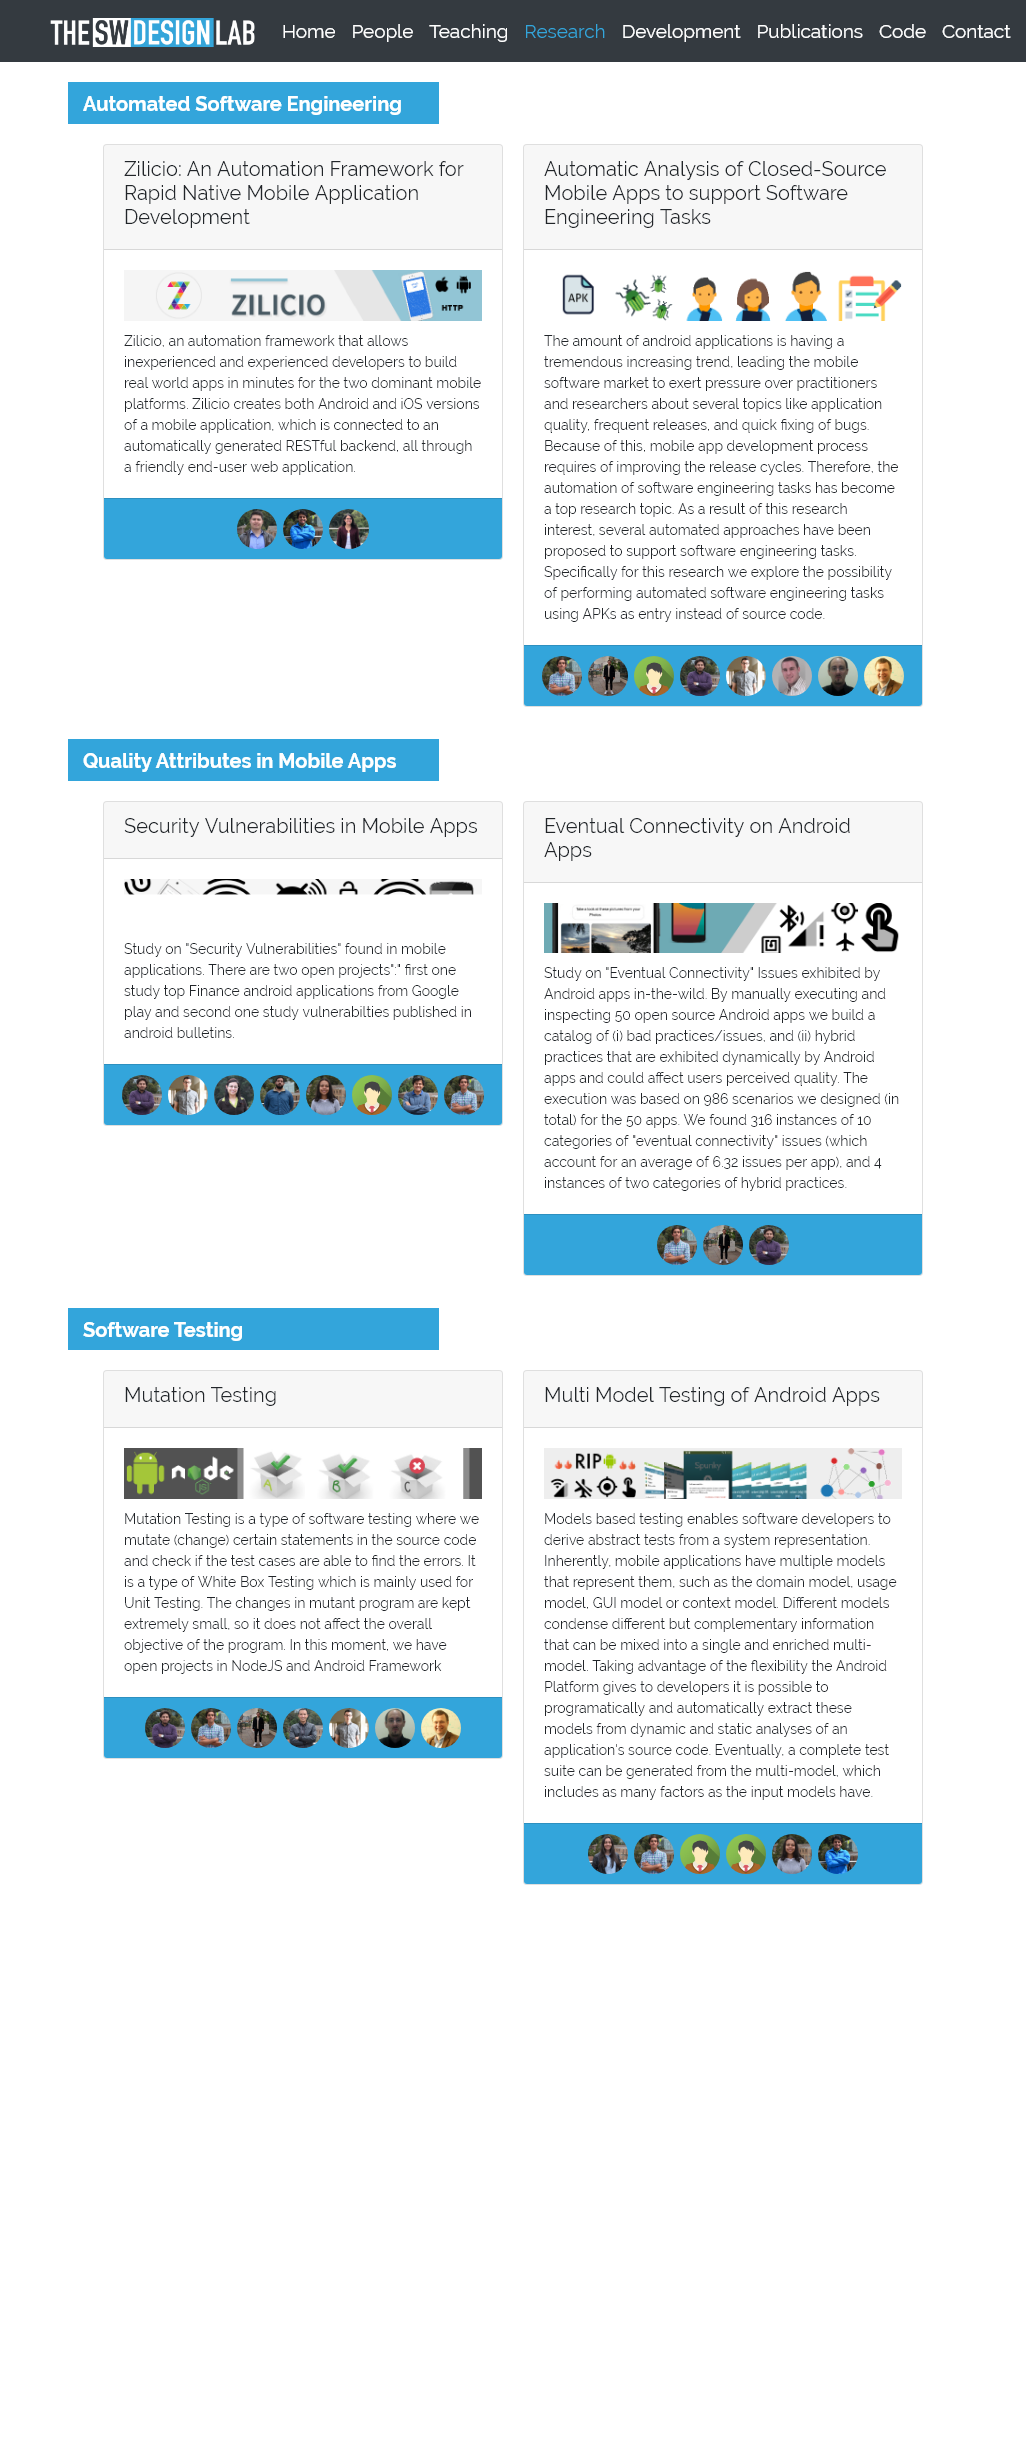 THESWDESIGNLAB Home People Teaching Research Development Publications Code Contact
Automated Software Engineering
Zilicio: An Automation Framework for
Rapid Native Mobile Application
Development
ZILICIO
HTTP
Zilicio, an automation framework that allows
inexperienced and experienced developers to build
real world apps in minutes for the two dominant mobile
platforms. Zilicio creates both Android and iOS versions
of a mobile application, which is connected to an
automatically generated RESTful backend, all through
a friendly end-user web application.
Automatic Analysis of Closed-Source
Mobile Apps to support Software
Engineering Tasks
APK
The amount of android applications is having a
tremendous increasing trend, leading the mobile
software market to exert pressure over practitioners
and researchers about several topics like application
quality, frequent releases, and quick fixing of bugs.
Because of this, mobile app development process
requires of improving the release cycles. Therefore, the
automation of software engineering tasks has become
a top research topic. As a result of this research
interest, several automated approaches have been
proposed to support software engineering tasks.
Specifically for this research we explore the possibility
of performing automated software engineering tasks
using APKs as entry instead of source code.
Quality Attributes in Mobile Apps
Security Vulnerabilities in Mobile Apps
Study on "Security Vulnerabilities" found in mobile
applications. There are two open projects":" first one
study top Finance android applications from Google
play and second one study vulnerabilties published in
android bulletins.
Eventual Connectivity on Android
Apps
Take a look at these pictures from your
Photos
Study on "Eventual Connectivity" Issues exhibited by
Android apps in-the-wild. By manually executing and
inspecting 50 open source Android apps we build a
catalog of (i) bad practices/issues, and (ii) hybrid
practices that are exhibited dynamically by Android
apps and could affect users perceived quality. The
execution was based on 986 scenarios we designed (in
total) for the 50 apps. We found 316 instances of 10
categories of "eventual connectivity" issues (which
account for an average of 6.32 issues per app), and 4
instances of two categories of hybrid practices.
Software Testing
Mutation Testing
node
JS
A
B
C
Mutation Testing is a type of software testing where we
mutate (change) certain statements in the source code
and check if the test cases are able to find the errors. It
is a type of White Box Testing which is mainly used for
Unit Testing. The changes in mutant program are kept
extremely small, so it does not affect the overall
objective of the program. In this moment, we have
open projects in NodeJS and Android Framework
Multi Model Testing of Android Apps
RIP
Spunky
Models based testing enables software developers to
derive abstract tests from a system representation.
Inherently, mobile applications have multiple models
that represent them, such as the domain model, usage
model, GUI model or context model. Different models
condense different but complementary information
that can be mixed into a single and enriched multi-
model. Taking advantage of the flexibility the Android
Platform gives to developers it is possible to
programatically and automatically extract these
models from dynamic and static analyses of an
application's source code. Eventually, a complete test
suite can be generated from the multi-model, which
includes as many factors as the input models have.